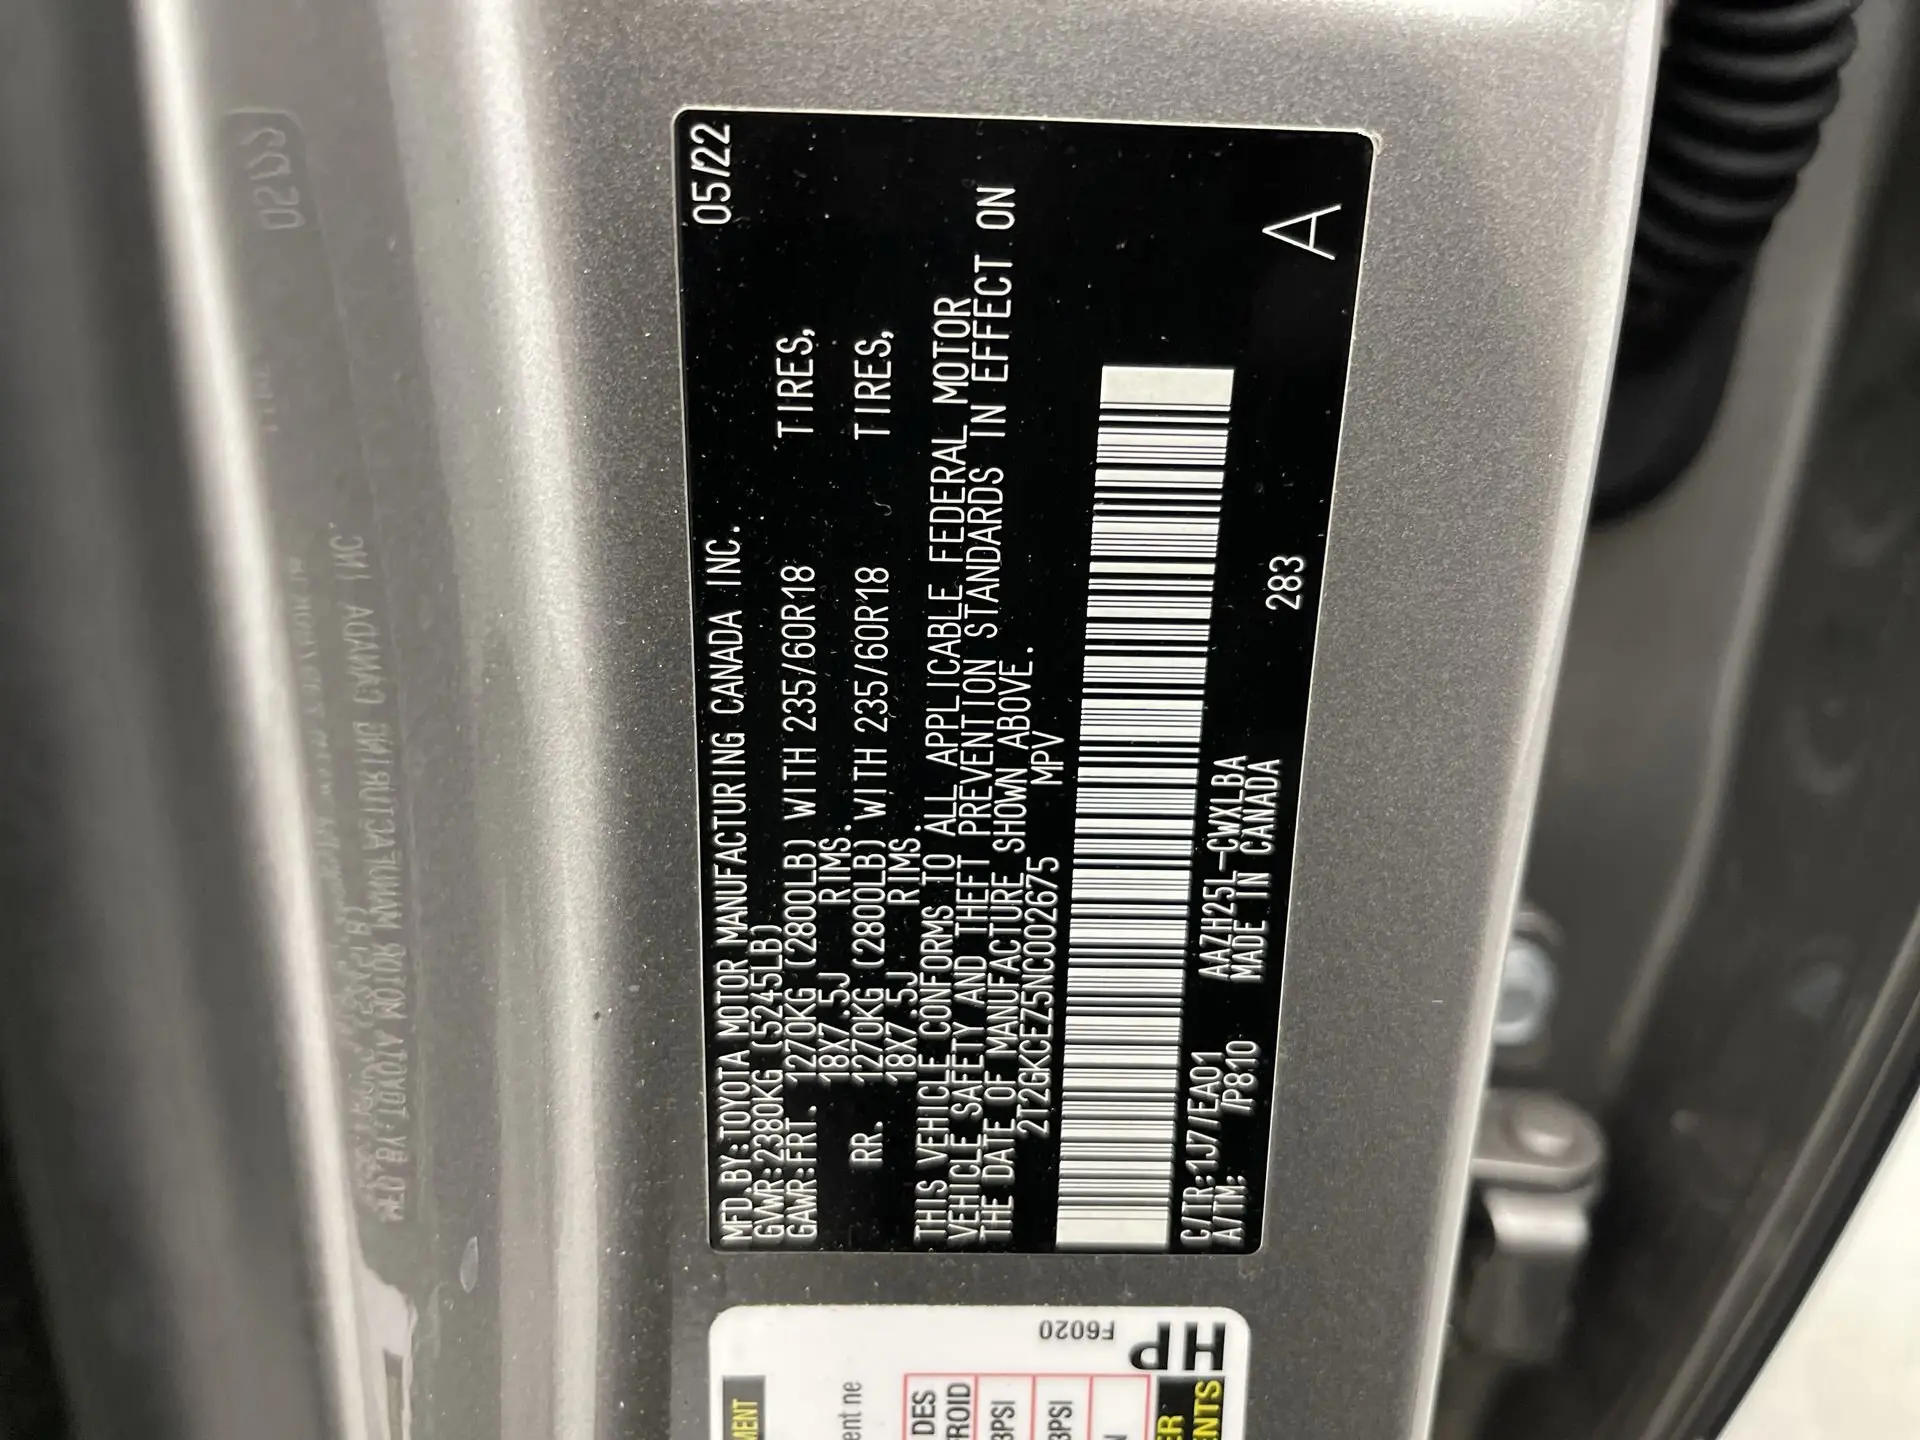 MFD.BY:TOYOTA MOTOR MANUFACTURING CANADA INC. 05/22
GVWR:2380KG (5245LB)
GAWR:FRT. 1270KG (2800LB) WITH 235/60R18 TIRES,
18X7.5J RIMS.
RR. 1270KG (2800LB) WITH 235/60R18 TIRES,
18X7.5J RIMS.
THIS VEHICLE CONFORMS TO ALL APPLICABLE FEDERAL MOTOR
VEHICLE SAFETY AND THEFT PREVENTION STANDARDS IN EFFECT ON
THE DATE OF MANUFACTURE SHOWN ABOVE.
2T2GKCEZ5NC002675 MPV
C/TR:1J7/EA01 AAZH25L-CWXLBA
A/TM: /P810 MADE IN CANADA 283 A
F6020